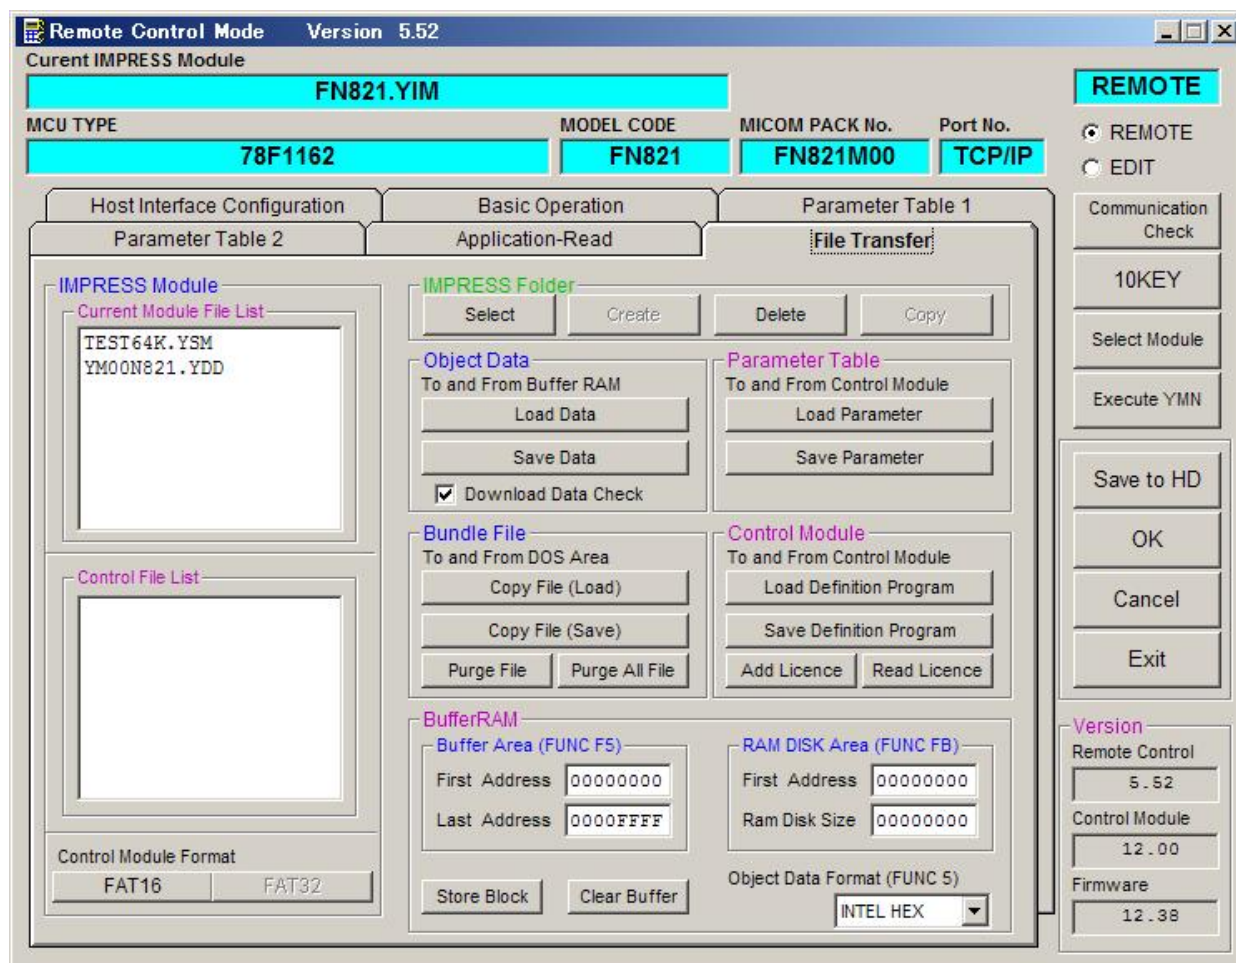 Remote Control Mode Version 5.52
Curent IMPRESS Module
FN821.YIM
REMOTE
MCU TYPE MODEL CODE MICOM PACK No. Port No.
78F1162 FN821 FN821M00 TCP/IP
REMOTE
EDIT
Host Interface Configuration Basic Operation Parameter Table 1
Parameter Table 2 Application-Read File Transfer
IMPRESS Module
Current Module File List
TEST64K.YSM
YM00N821.YDD
Control File List
Control Module Format
FAT16 FAT32
IMPRESS Folder
Select Create Delete Copy
Object Data
To and From Buffer RAM
Load Data
Save Data
Download Data Check
Parameter Table
To and From Control Module
Load Parameter
Save Parameter
Bundle File
To and From DOS Area
Copy File (Load)
Copy File (Save)
Purge File Purge All File
Control Module
To and From Control Module
Load Definition Program
Save Definition Program
Add Licence Read Licence
BufferRAM
Buffer Area (FUNC F5)
First Address 00000000
Last Address 0000FFFF
RAM DISK Area (FUNC FB)
First Address 00000000
Ram Disk Size 00000000
Store Block Clear Buffer
Object Data Format (FUNC 5)
INTEL HEX
Communication
Check
10KEY
Select Module
Execute YMN
Save to HD
OK
Cancel
Exit
Version
Remote Control
5.52
Control Module
12.00
Firmware
12.38